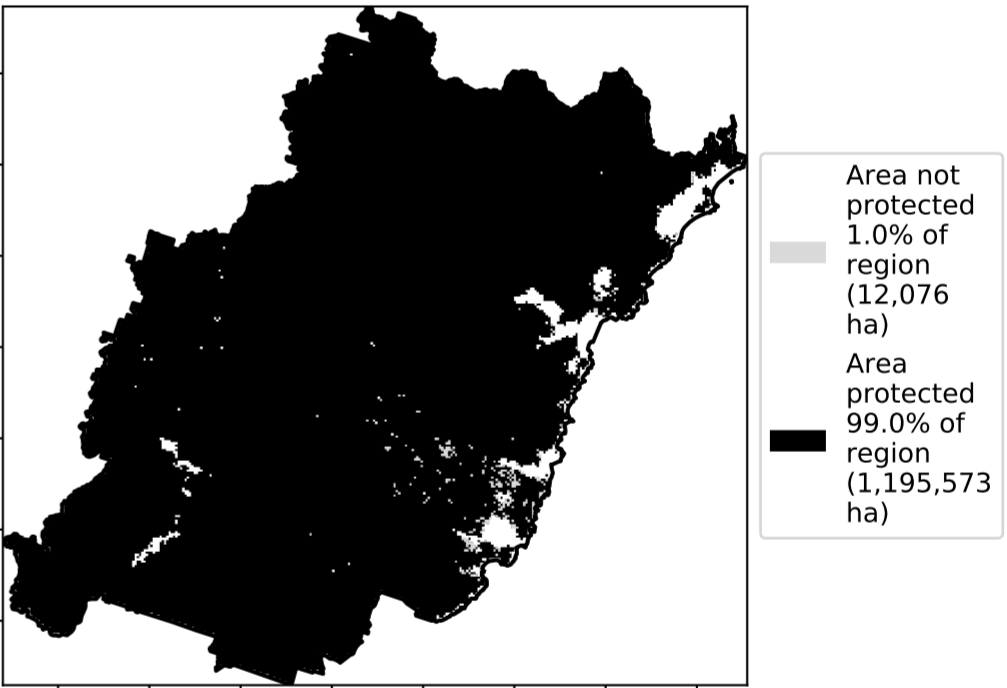 Area not
protected
1.0% of
region
(12,076
ha)
Area
protected
99.0% of
region
(1,195,573
ha)